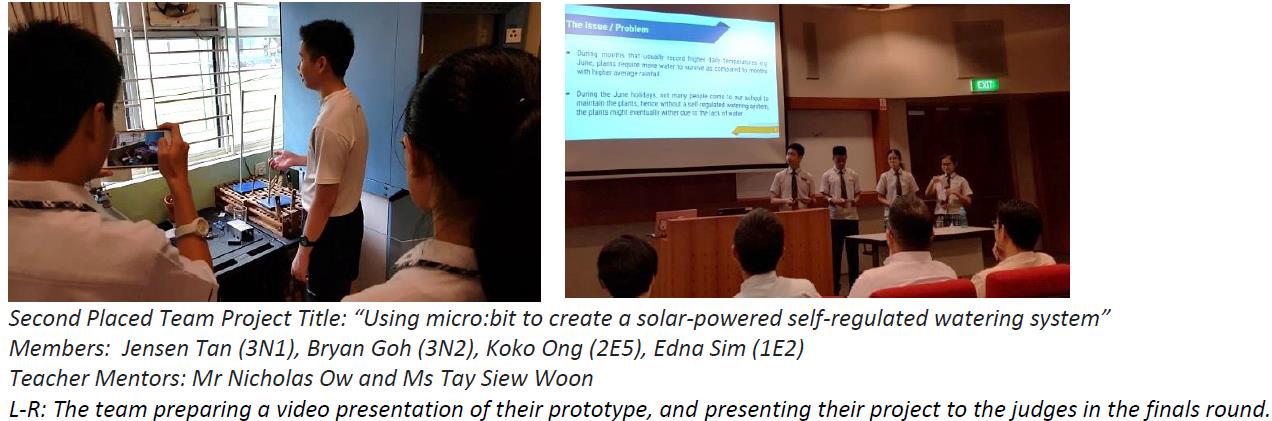 The Issue / Problem
During months that usually record higher daily temperatures e.g.
June, plants require more water to survive as compared to months
with higher average rainfall.
During the June holidays, not many people come to our school to
maintain the plants, hence without a self-regulated watering system,
the plants might eventually wither due to the lack of water.
EXIT
Second Placed Team Project Title: “Using micro:bit to create a solar-powered self-regulated watering system”
Members:  Jensen Tan (3N1), Bryan Goh (3N2), Koko Ong (2E5), Edna Sim (1E2)
Teacher Mentors: Mr Nicholas Ow and Ms Tay Siew Woon
L-R: The team preparing a video presentation of their prototype, and presenting their project to the judges in the finals round.